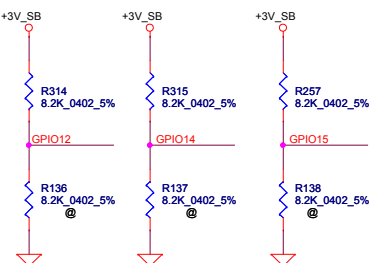 +3V_SB +3V_SB +3V_SB
R314 R315 R257
8.2K_0402_5% 8.2K_0402_5% 8.2K_0402_5%
GPIO12 GPIO14 GPIO15
R136 R137 R138
8.2K_0402_5% 8.2K_0402_5% 8.2K_0402_5%
@ @ @